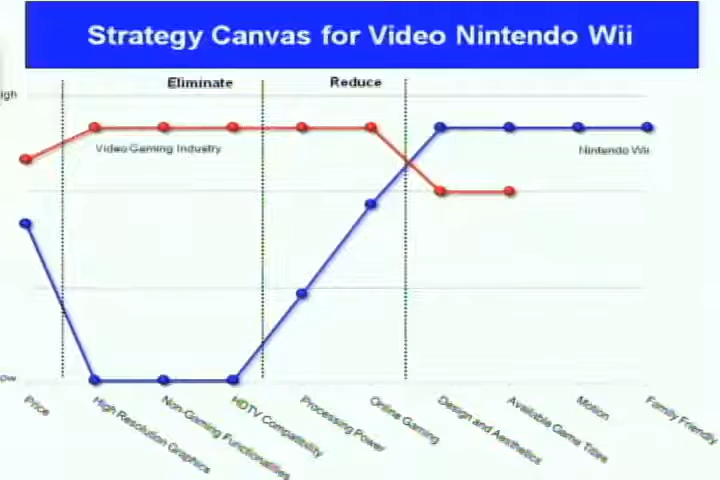 Strategy Canvas for Video Nintendo Wii
Eliminate
Reduce
igh
Video Gaming Industry
Nintendo Wii
ow
Price
High Resolution Graphics
Non-Gaming Functionalities
HDTV Compatibility
Processing Power
Online Gaming
Design and Aesthetics
Available Game Titles
Motion
Family Friendly